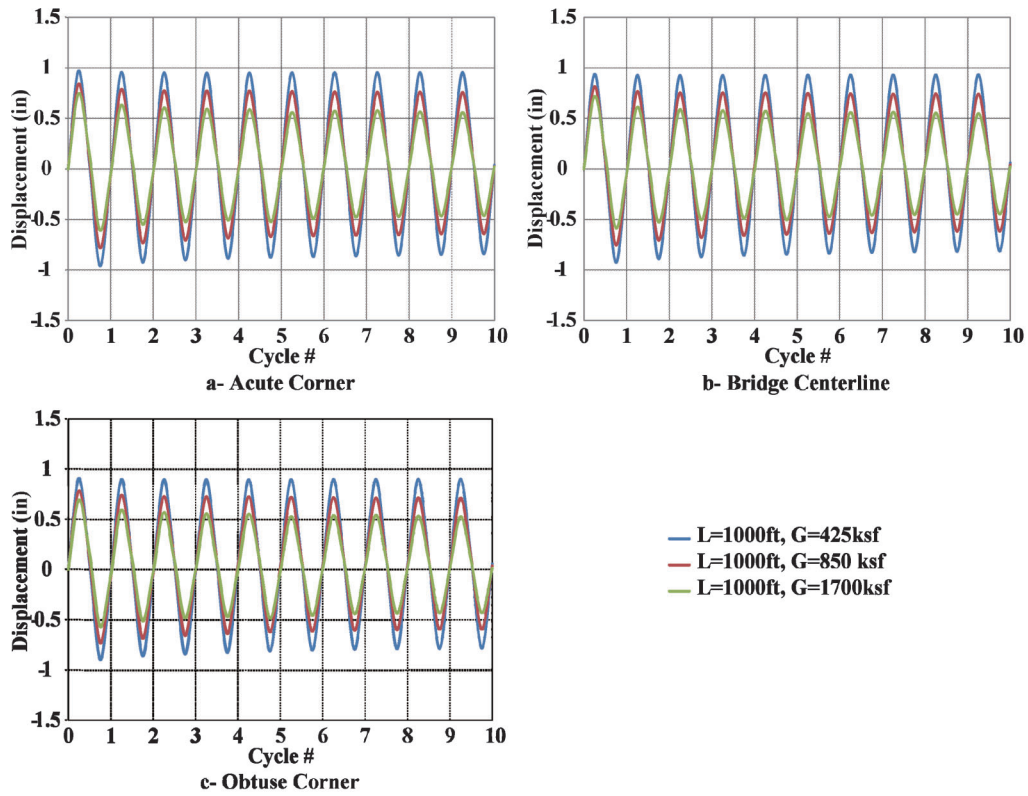 1.5
1
0.5
0
-0.5
-1
-1.5
Displacement (in)
0 1 2 3 4 5 6 7 8 9 10
Cycle #
a- Acute Corner
1.5
1
0.5
0
-0.5
-1
-1.5
Displacement (in)
0 1 2 3 4 5 6 7 8 9 10
Cycle #
b- Bridge Centerline
1.5
1
0.5
0
-0.5
-1
-1.5
Displacement (in)
0 1 2 3 4 5 6 7 8 9 10
Cycle #
c- Obtuse Corner
L=1000ft, G=425ksf
L=1000ft, G=850 ksf
L=1000ft, G=1700ksf